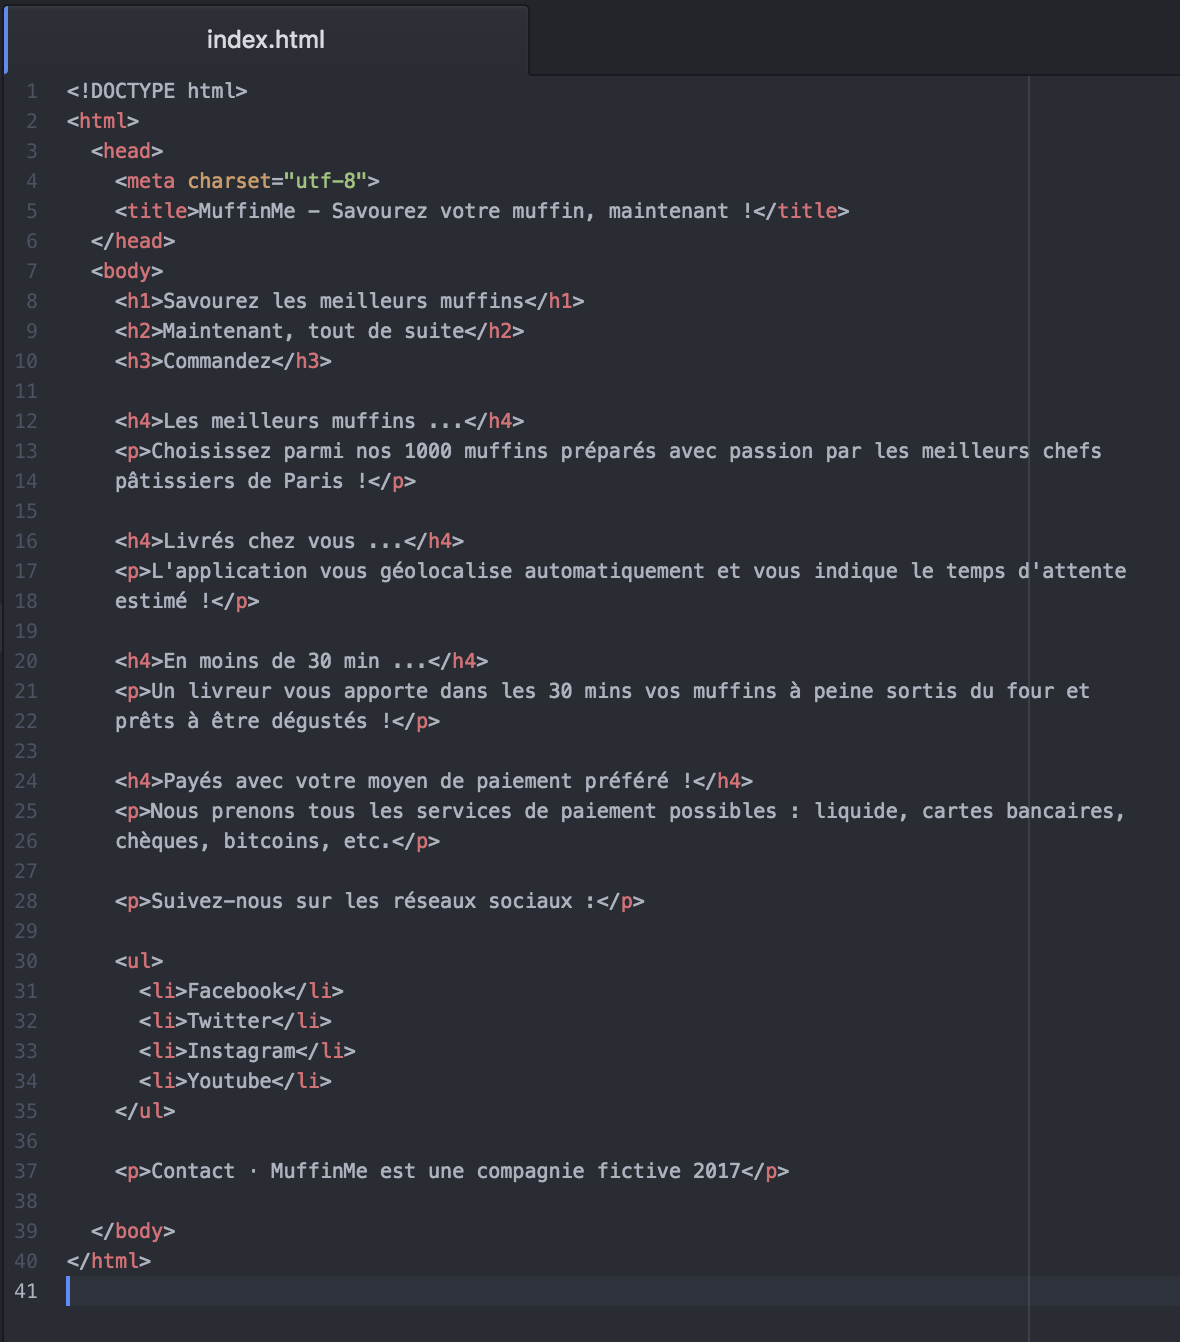 index.html
1 <!DOCTYPE html>
2 <html>
3   <head>
4     <meta charset="utf-8">
5     <title>MuffinMe – Savourez votre muffin, maintenant !</title>
6   </head>
7   <body>
8     <h1>Savourez les meilleurs muffins</h1>
9     <h2>Maintenant, tout de suite</h2>
10     <h3>Commandez</h3>
11
12     <h4>Les meilleurs muffins ...</h4>
13     <p>Choisissez parmi nos 1000 muffins préparés avec passion par les meilleurs chefs
14     pâtissiers de Paris !</p>
15
16     <h4>Livrés chez vous ...</h4>
17     <p>L'application vous géolocalise automatiquement et vous indique le temps d'attente
18     estimé !</p>
19
20     <h4>En moins de 30 min ...</h4>
21     <p>Un livreur vous apporte dans les 30 mins vos muffins à peine sortis du four et
22     prêts à être dégustés !</p>
23
24     <h4>Payés avec votre moyen de paiement préféré !</h4>
25     <p>Nous prenons tous les services de paiement possibles : liquide, cartes bancaires,
26     chèques, bitcoins, etc.</p>
27
28     <p>Suivez-nous sur les réseaux sociaux :</p>
29
30     <ul>
31       <li>Facebook</li>
32       <li>Twitter</li>
33       <li>Instagram</li>
34       <li>Youtube</li>
35     </ul>
36
37     <p>Contact · MuffinMe est une compagnie fictive 2017</p>
38
39   </body>
40 </html>
41